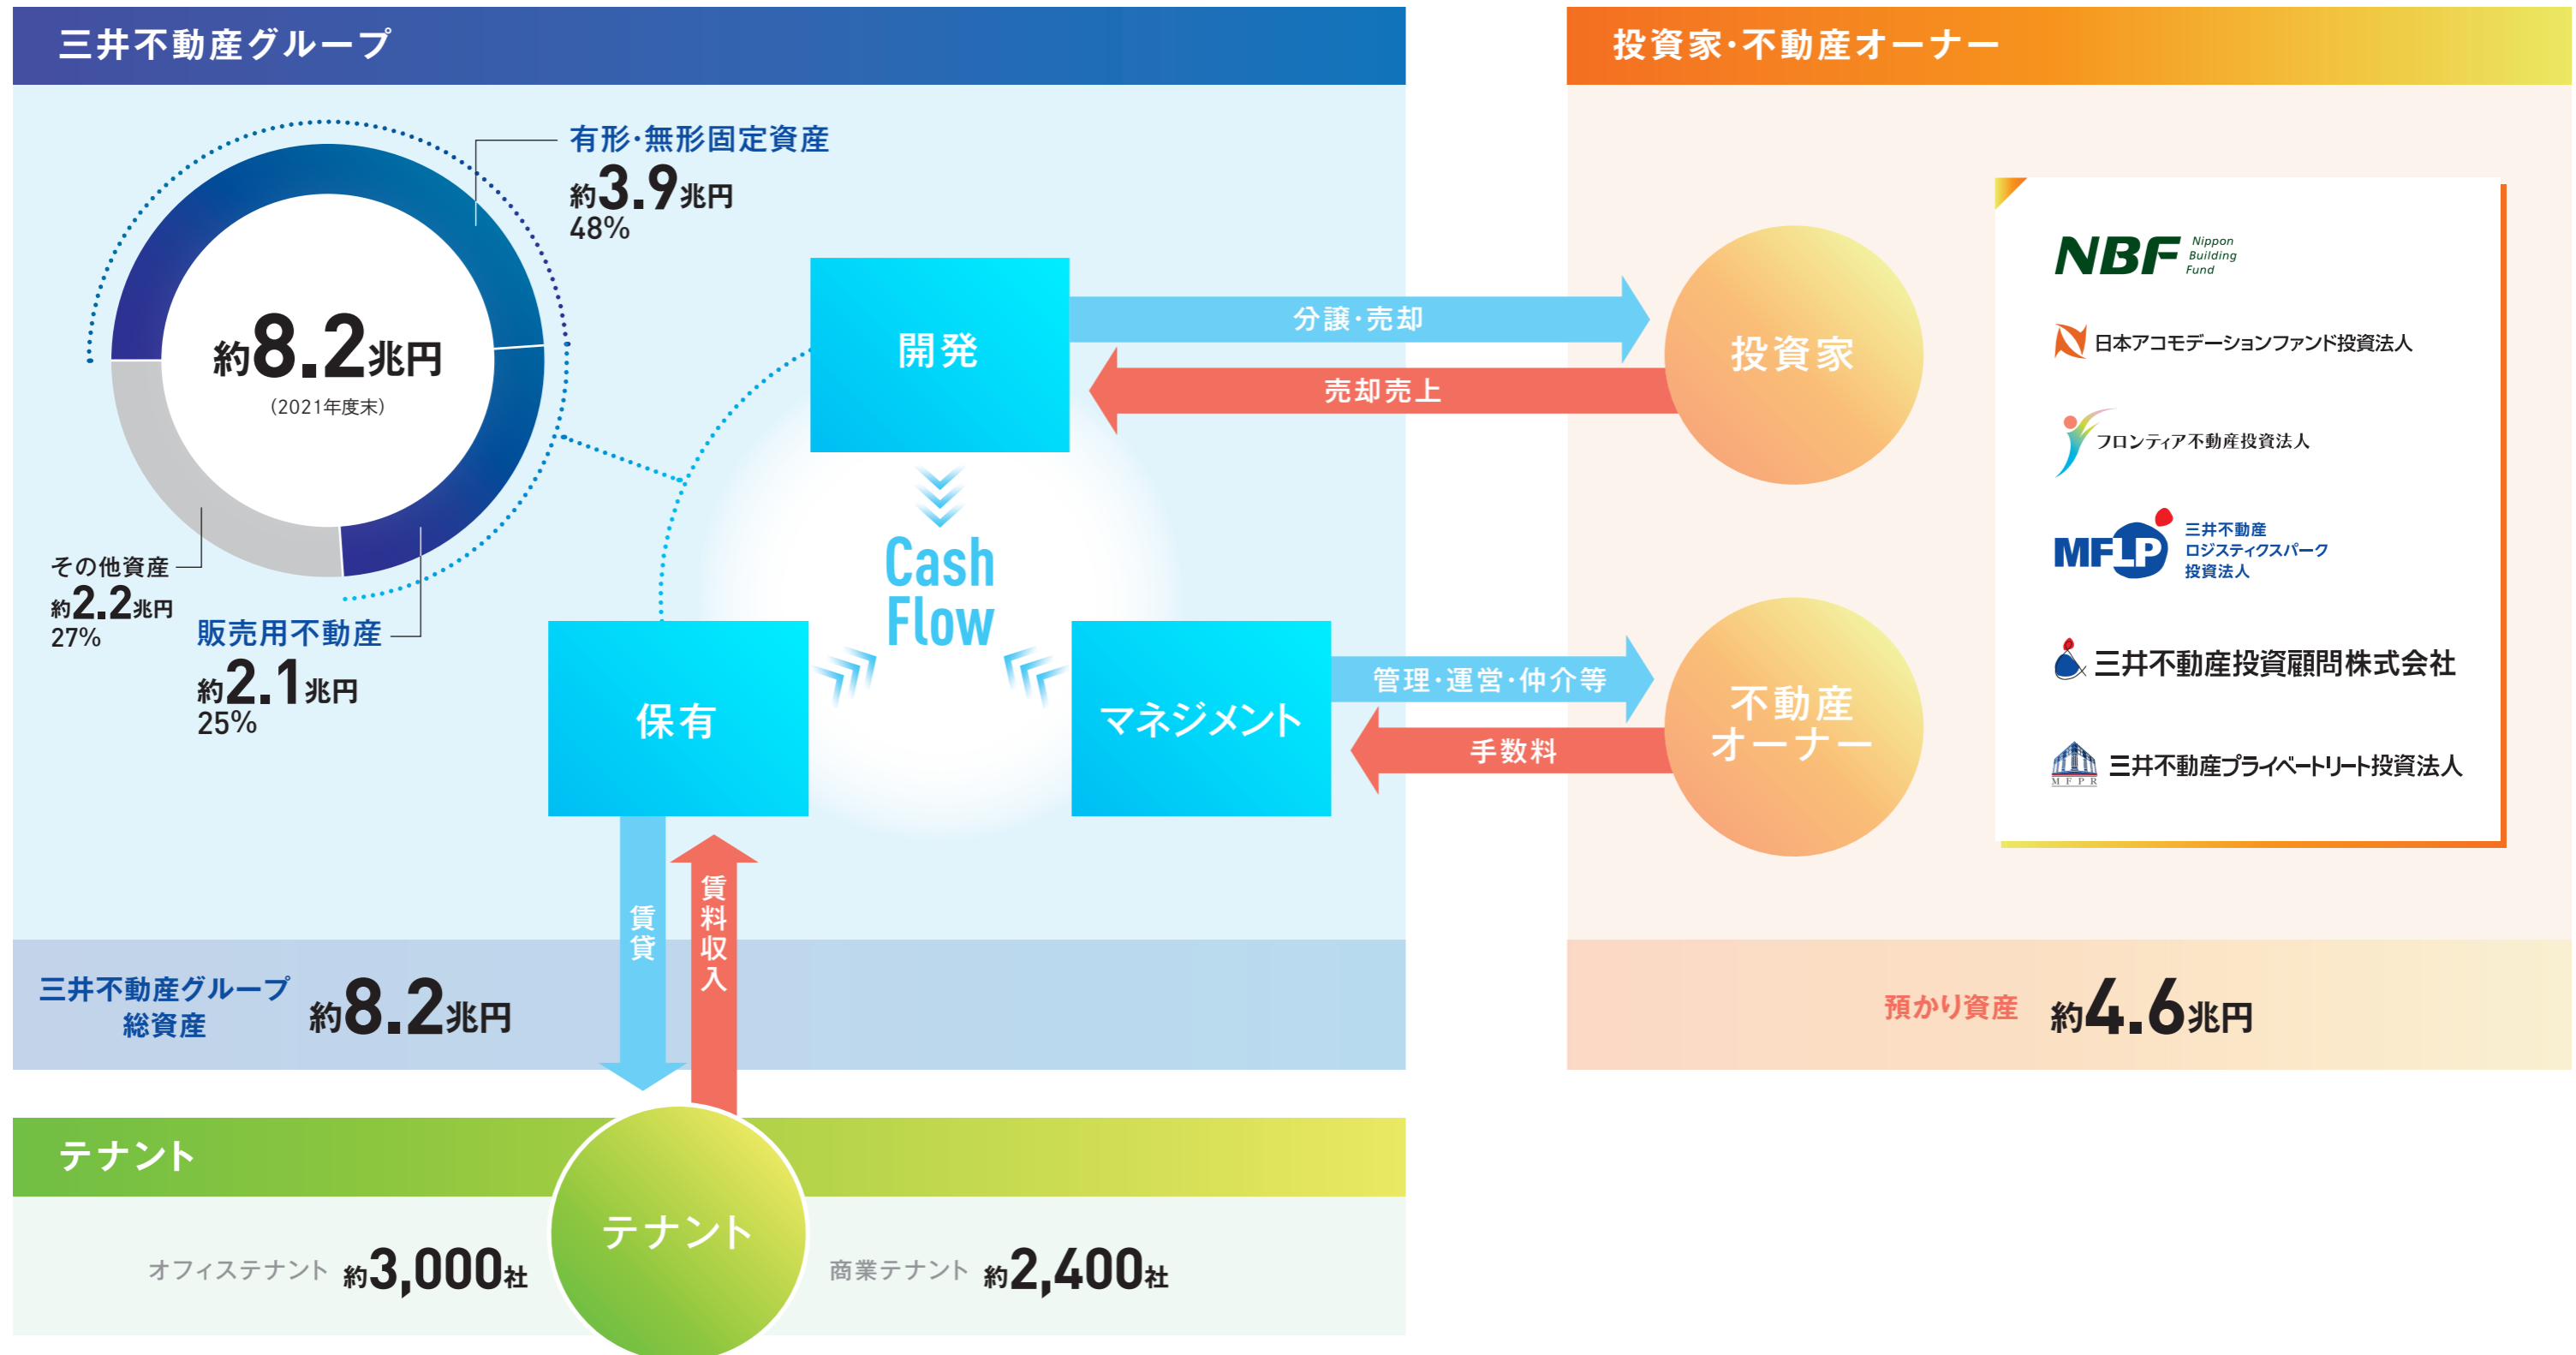 三井不動産グループ
有形・無形固定資産
約3.9兆円
48%
約8.2兆円
(2021年度末)
その他資産
約2.2兆円
27%
販売用不動産
約2.1兆円
25%
開発
Cash
Flow
保有
マネジメント
分譲・売却
売却売上
管理・運営・仲介等
手数料
賃貸
賃料収入
三井不動産グループ
総資産
約8.2兆円
投資家・不動産オーナー
投資家
不動産
オーナー
NBF
Nippon
Building
Fund
日本アコモデーションファンド投資法人
フロンティア不動産投資法人
MFLP
三井不動産
ロジスティクスパーク
投資法人
三井不動産投資顧問株式会社
MFPR
三井不動産プライベートリート投資法人
預かり資産
約4.6兆円
テナント
テナント
オフィステナント 約3,000社
商業テナント 約2,400社